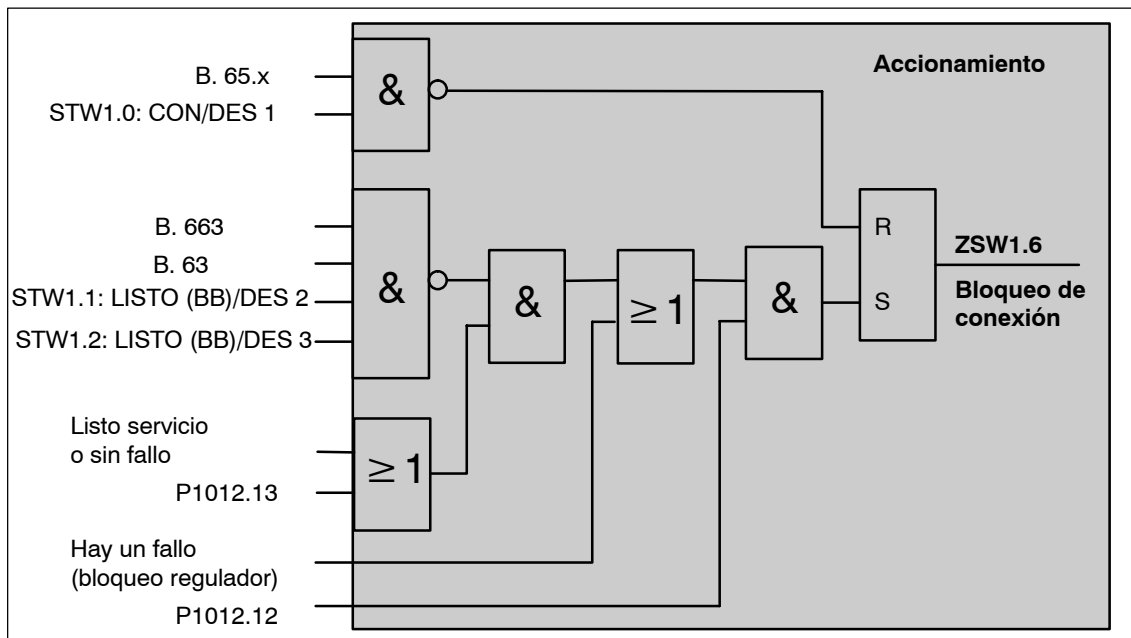 Accionamiento
B. 65.x
&
STW1.0: CON/DES 1
B. 663
B. 63
STW1.1: LISTO (BB)/DES 2
STW1.2: LISTO (BB)/DES 3
&
&
≥ 1
&
R
S
ZSW1.6
Bloqueo de
conexión
Listo servicio
o sin fallo
P1012.13
≥ 1
Hay un fallo
(bloqueo regulador)
P1012.12